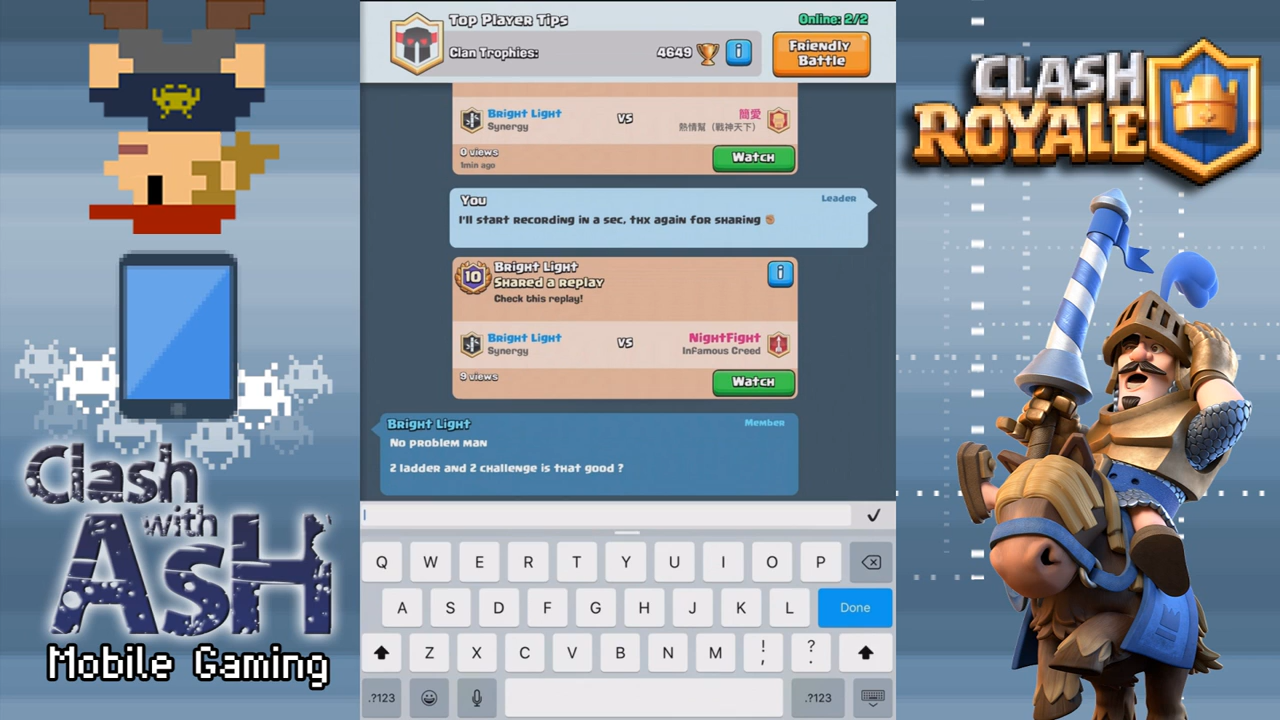 Top Player Tips
Online: 2/2
Clan Trophies:
4649
Friendly
Battle
Bright Light
Synergy
VS
簡愛
熱情幫 (戰神天下)
0 views
1min ago
Watch
You
Leader
I'll start recording in a sec, thx again for sharing
10
Bright Light
Shared a replay
Check this replay!
Bright Light
Synergy
VS
NightFight
InFamous Creed
9 views
Watch
Bright Light
Member
No problem man
2 ladder and 2 challenge is that good ?
Q W E R T Y U I O P
A S D F G H J K L Done
Z X C V B N M ! , ? .
.?123 .?123
Clash
with
AsH
Mobile Gaming
CLASH
ROYALE